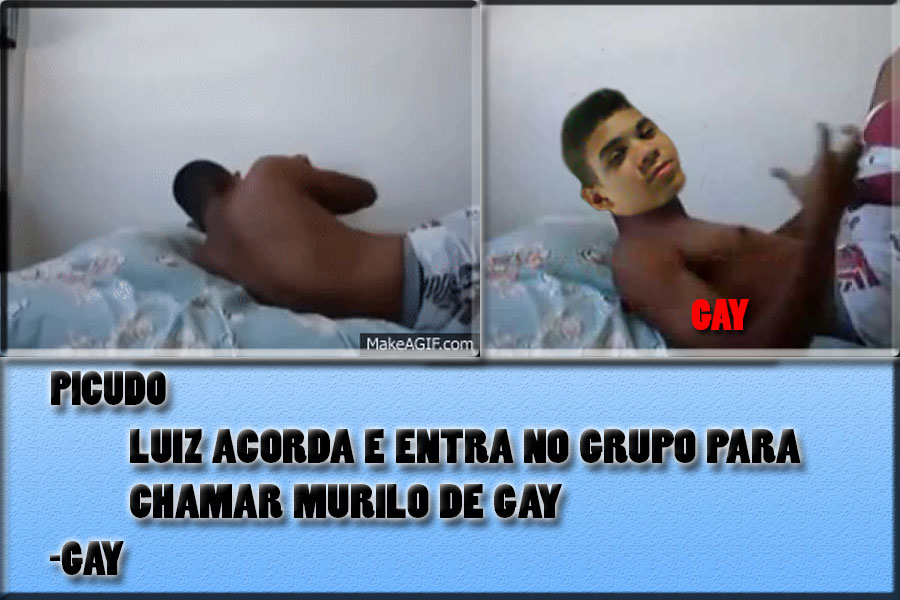 MakeAGIF.com
GAY
PICUDO
LUIZ ACORDA E ENTRA NO GRUPO PARA
CHAMAR MURILO DE GAY
-GAY